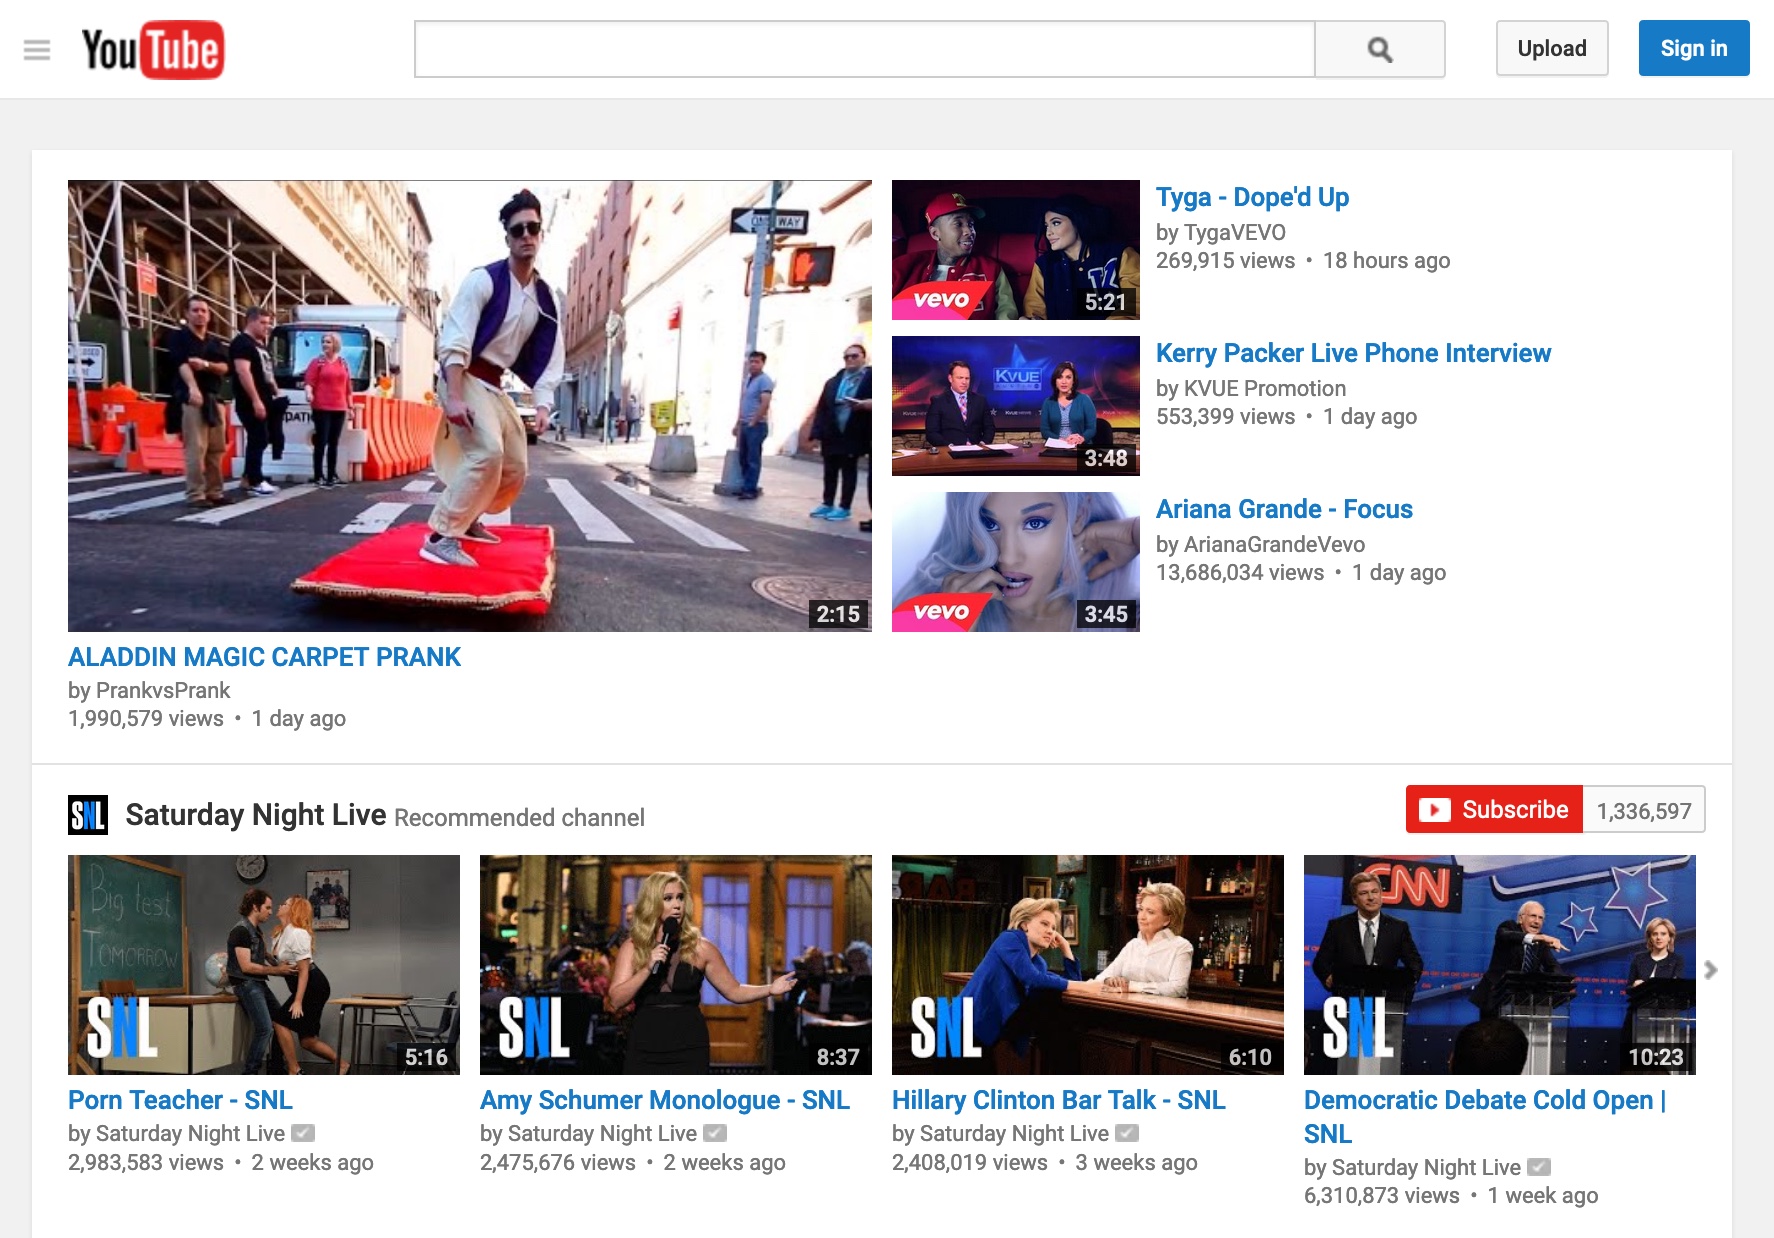 YouTube
Upload
Sign in
ONE WAY
2:15
ALADDIN MAGIC CARPET PRANK
by PrankvsPrank
1,990,579 views • 1 day ago
vevo
5:21
Tyga - Dope'd Up
by TygaVEVO
269,915 views • 18 hours ago
KVUE
3:48
Kerry Packer Live Phone Interview
by KVUE Promotion
553,399 views • 1 day ago
vevo
3:45
Ariana Grande - Focus
by ArianaGrandeVevo
13,686,034 views • 1 day ago
SNL
Saturday Night Live Recommended channel
Subscribe 1,336,597
Big test
TOMORROW
SNL
5:16
Porn Teacher - SNL
by Saturday Night Live
2,983,583 views • 2 weeks ago
SNL
8:37
Amy Schumer Monologue - SNL
by Saturday Night Live
2,475,676 views • 2 weeks ago
SNL
6:10
Hillary Clinton Bar Talk - SNL
by Saturday Night Live
2,408,019 views • 3 weeks ago
CNN
SNL
10:23
Democratic Debate Cold Open |
SNL
by Saturday Night Live
6,310,873 views • 1 week ago